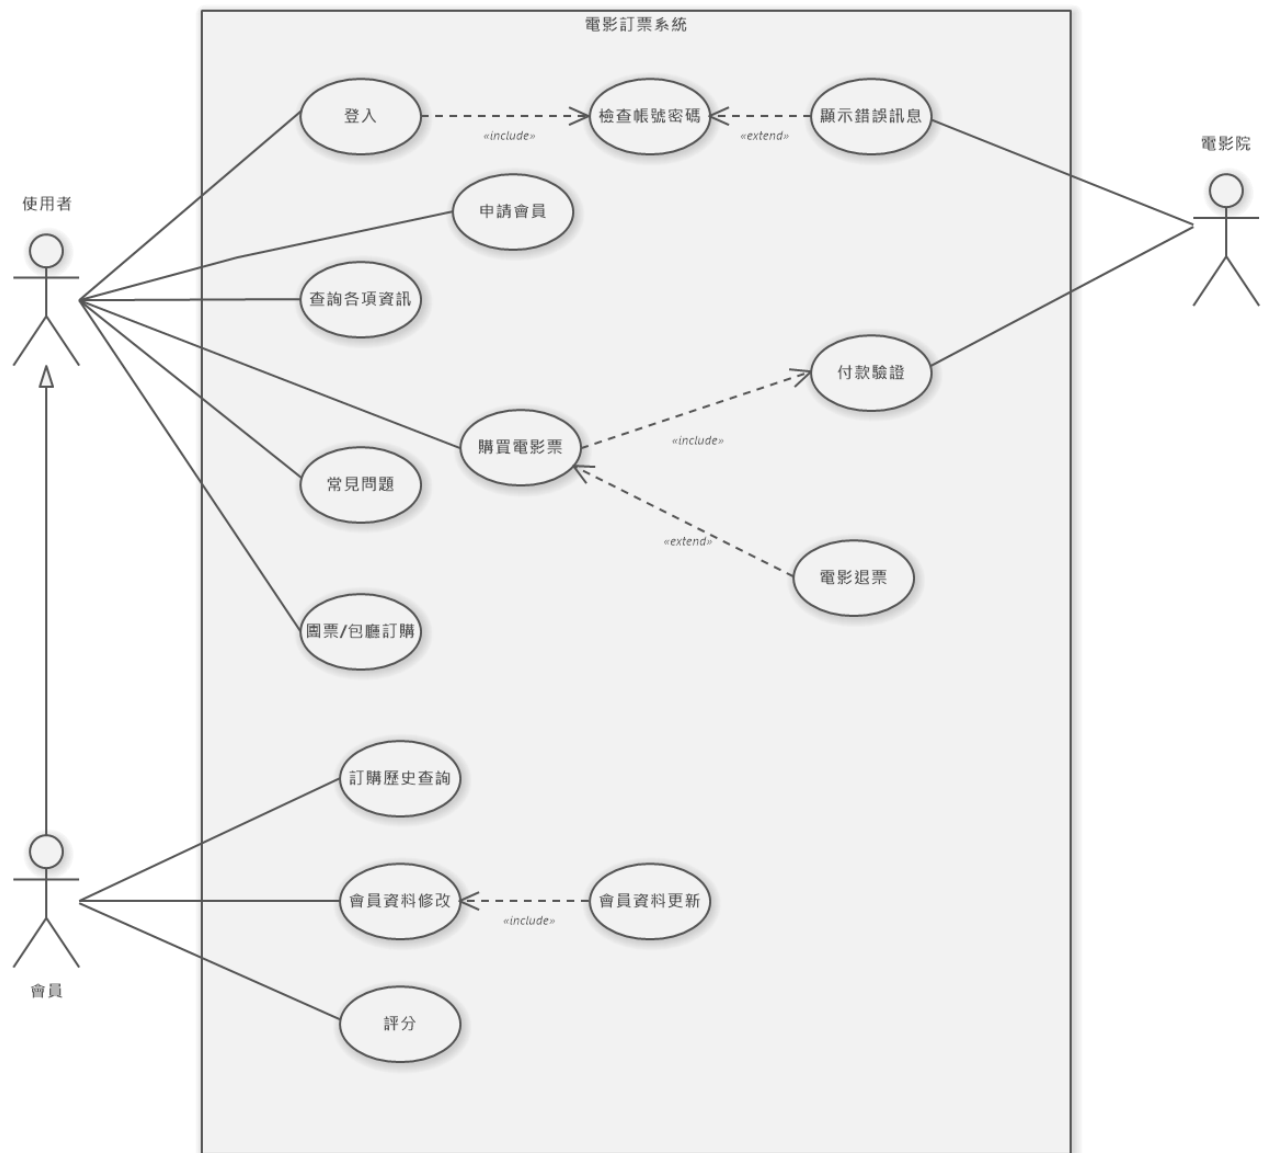 電影訂票系統
登入
«include»
檢查帳號密碼
«extend»
顯示錯誤訊息
電影院
使用者
申請會員
查詢各項資訊
付款驗證
«include»
購買電影票
常見問題
«extend»
電影退票
團票/包廳訂購
訂購歷史查詢
會員資料修改
«include»
會員資料更新
會員
評分